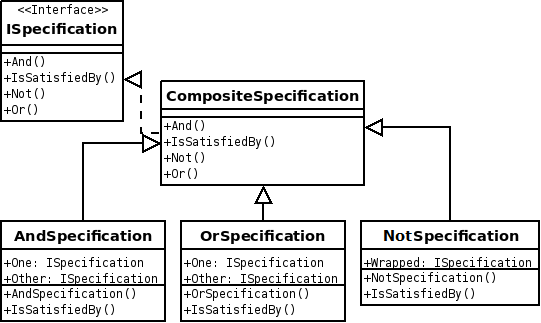 <<Interface>>
ISpecification
+And()
+IsSatisfiedBy()
+Not()
+Or()
CompositeSpecification
+And()
+IsSatisfiedBy()
+Not()
+Or()
AndSpecification
+One: ISpecification
+Other: ISpecification
+AndSpecification()
+IsSatisfiedBy()
OrSpecification
+One: ISpecification
+Other: ISpecification
+OrSpecification()
+IsSatisfiedBy()
NotSpecification
+Wrapped: ISpecification
+NotSpecification()
+IsSatisfiedBy()